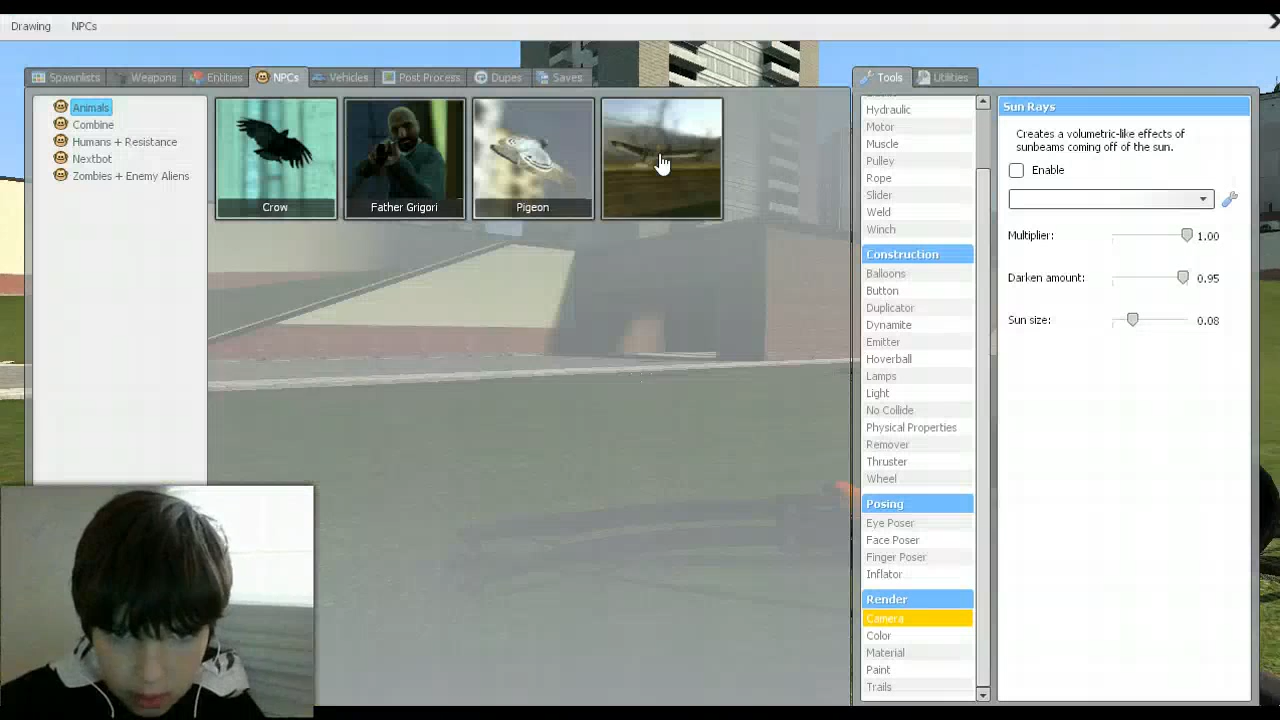 Drawing NPCs
Spawnlists Weapons Entities NPCs Vehicles Post Process Dupes Saves
Animals
Combine
Humans + Resistance
Nextbot
Zombies + Enemy Aliens
Crow
Father Grigori
Pigeon
Tools Utilities
Hydraulic
Motor
Muscle
Pulley
Rope
Slider
Weld
Winch
Construction
Balloons
Button
Duplicator
Dynamite
Emitter
Hoverball
Lamps
Light
No Collide
Physical Properties
Remover
Thruster
Wheel
Posing
Eye Poser
Face Poser
Finger Poser
Inflator
Render
Camera
Color
Material
Paint
Trails
Sun Rays
Creates a volumetric-like effects of
sunbeams coming off of the sun.
Enable
Multiplier: 1.00
Darken amount: 0.95
Sun size: 0.08